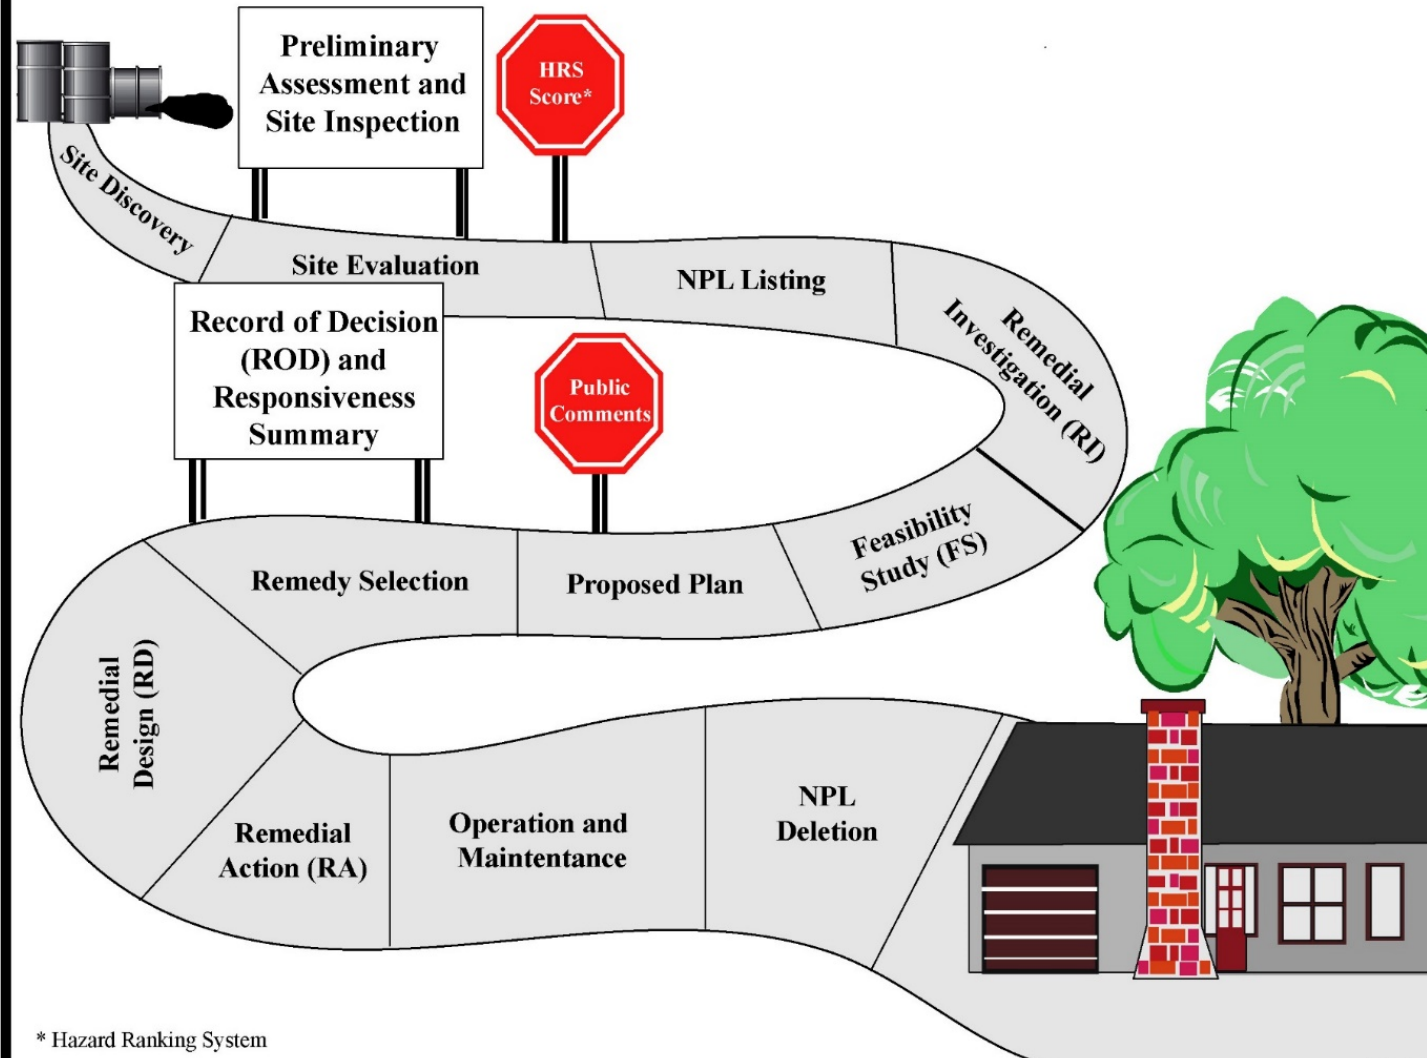 Preliminary
Assessment and
Site Inspection
HRS
Score*
Site Discovery
Site Evaluation
NPL Listing
Remedial
Investigation (RI)
Record of Decision
(ROD) and
Responsiveness
Summary
Public
Comments
Feasibility
Study (FS)
Proposed Plan
Remedy Selection
Remedial
Design (RD)
Remedial
Action (RA)
Operation and
Maintentance
NPL
Deletion
* Hazard Ranking System